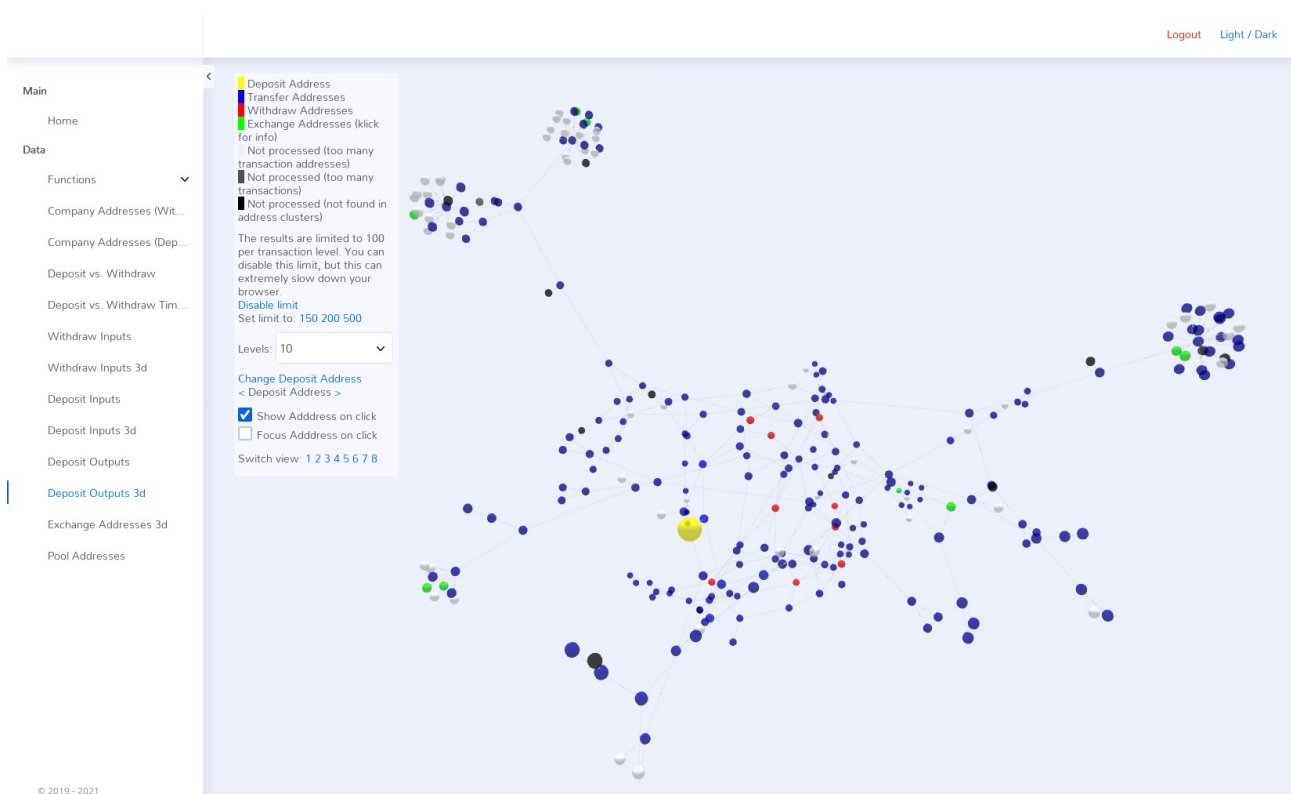 Logout Light / Dark
<
Main
Home
Data
Functions
Company Addresses (Wit...
Company Addresses (Dep...
Deposit vs. Withdraw
Deposit vs. Withdraw Tim...
Withdraw Inputs
Withdraw Inputs 3d
Deposit Inputs
Deposit Inputs 3d
Deposit Outputs
Deposit Outputs 3d
Exchange Addresses 3d
Pool Addresses
© 2019 - 2021
Deposit Address
Transfer Addresses
Withdraw Addresses
Exchange Addresses (klick
for info)
Not processed (too many
transaction addresses)
Not processed (too many
transactions)
Not processed (not found in
address clusters)
The results are limited to 100
per transaction level. You can
disable this limit, but this can
extremely slow down your
browser.
Disable limit
Set limit to: 150 200 500
Levels: 10
Change Deposit Address
< Deposit Address >
Show Adddress on click
Focus Adddress on click
Switch view: 1 2 3 4 5 6 7 8